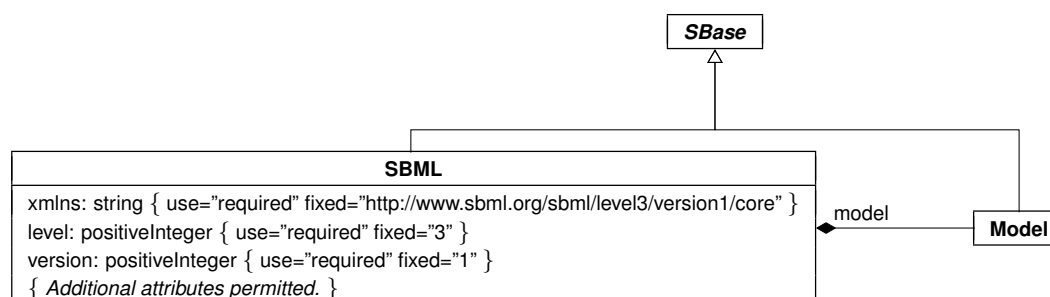 SBase
SBML
xmlns: string { use=”required” fixed=”http://www.sbml.org/sbml/level3/version1/core” }
level: positiveInteger { use=”required” fixed=”3” }
version: positiveInteger { use=”required” fixed=”1” }
{ Additional attributes permitted. }
model
Model